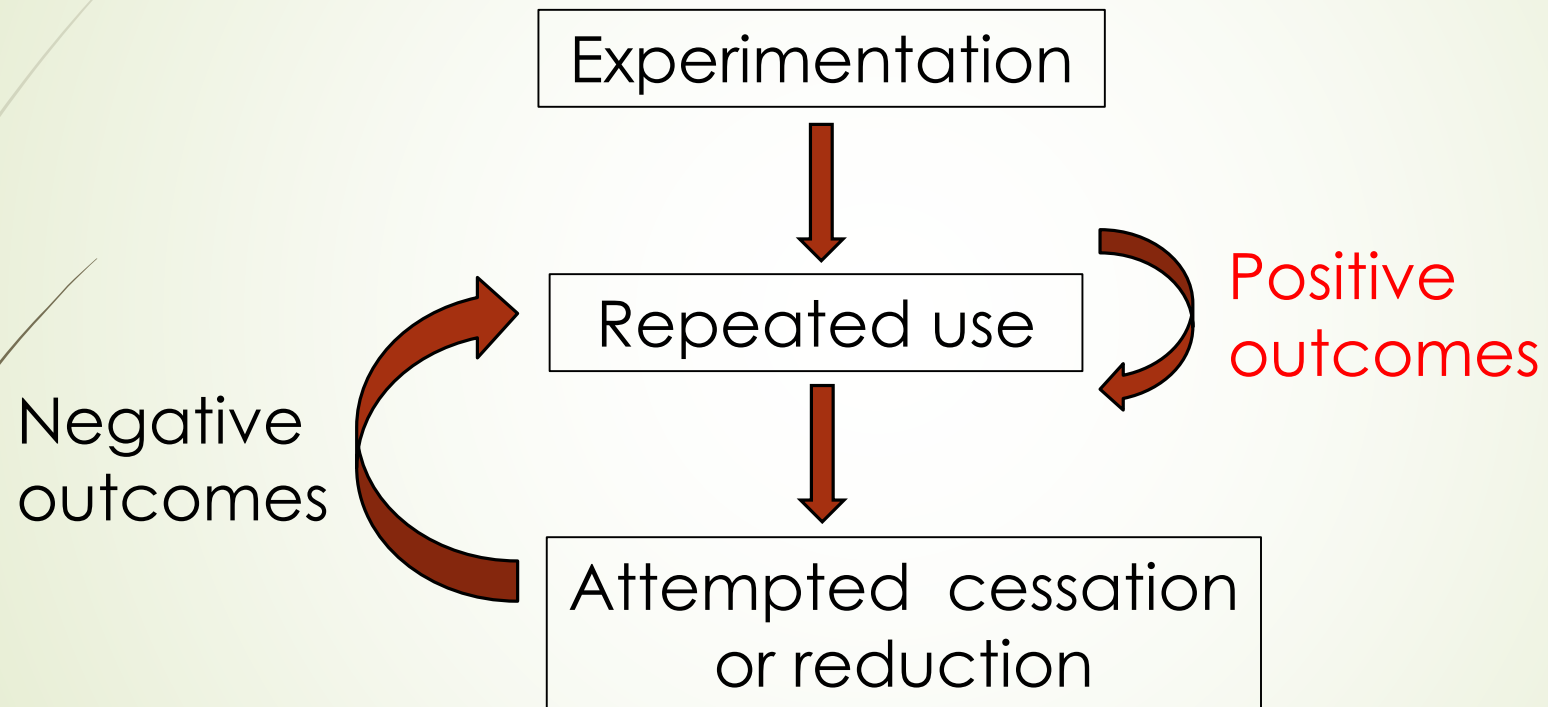 Experimentation
Repeated use
Positive
outcomes
Negative
outcomes
Attempted cessation
or reduction